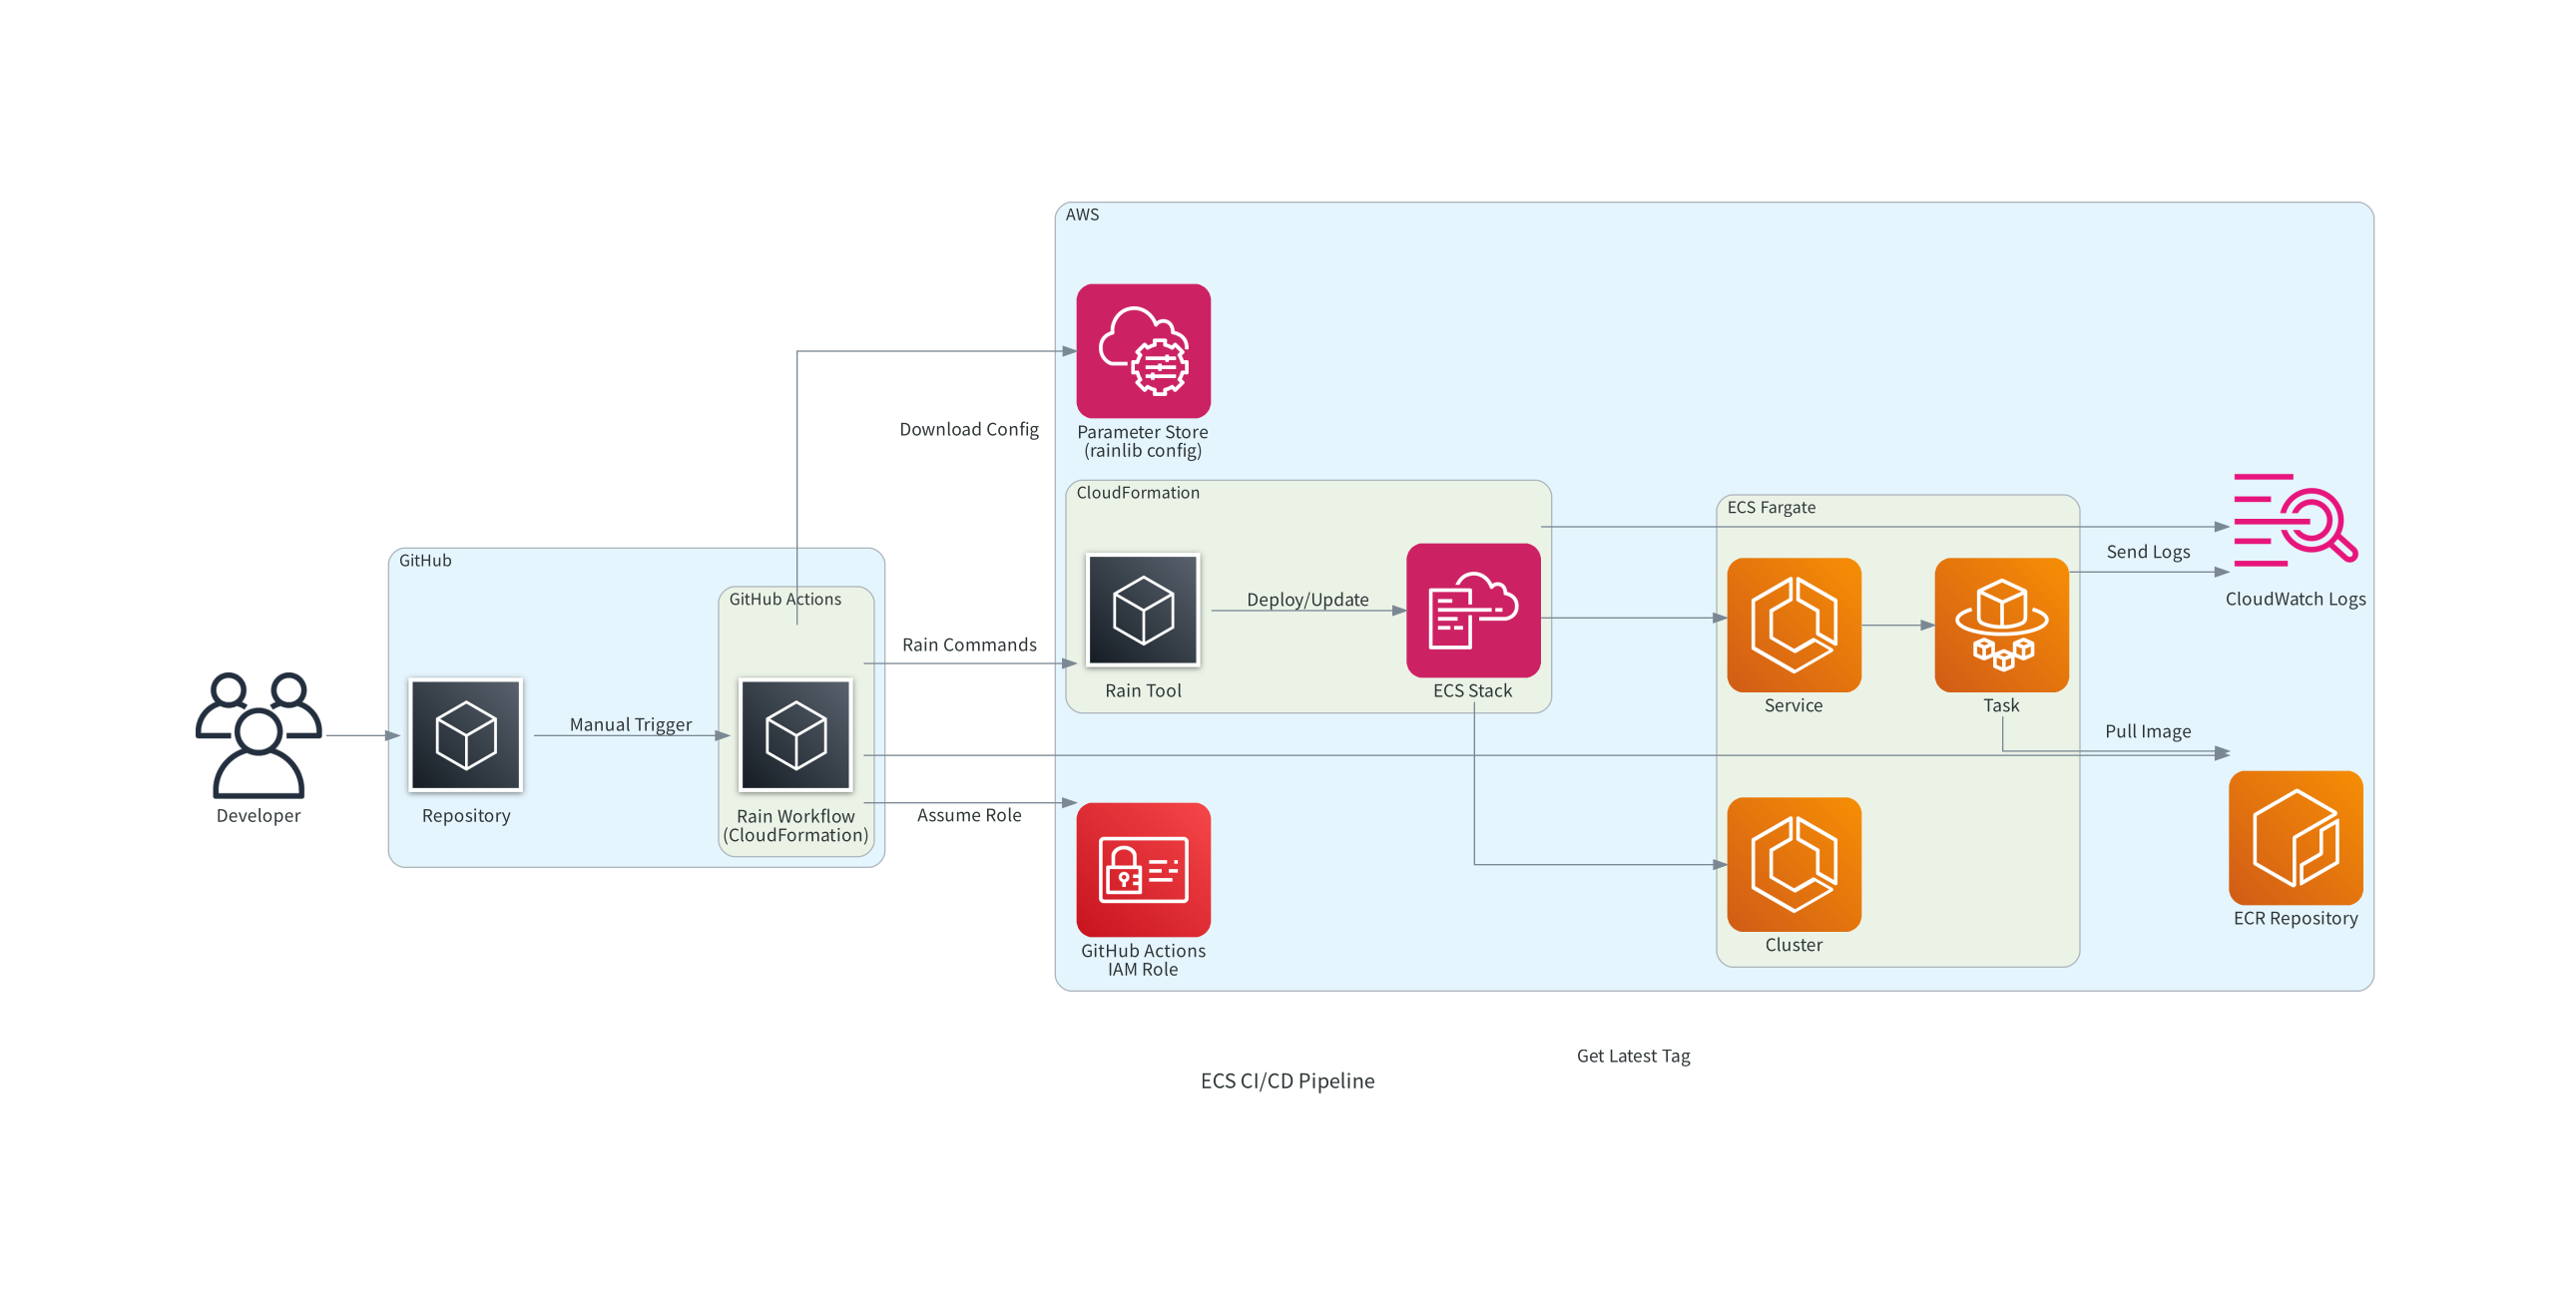 AWS
Parameter Store
(rainlib config)
Download Config
CloudFormation
ECS Fargate
GitHub
GitHub Actions
Send Logs
CloudWatch Logs
Deploy/Update
Rain Commands
Rain Tool
ECS Stack
Service
Task
Manual Trigger
Pull Image
Developer
Repository
Rain Workflow
(CloudFormation)
Assume Role
ECR Repository
Cluster
GitHub Actions
IAM Role
Get Latest Tag
ECS CI/CD Pipeline